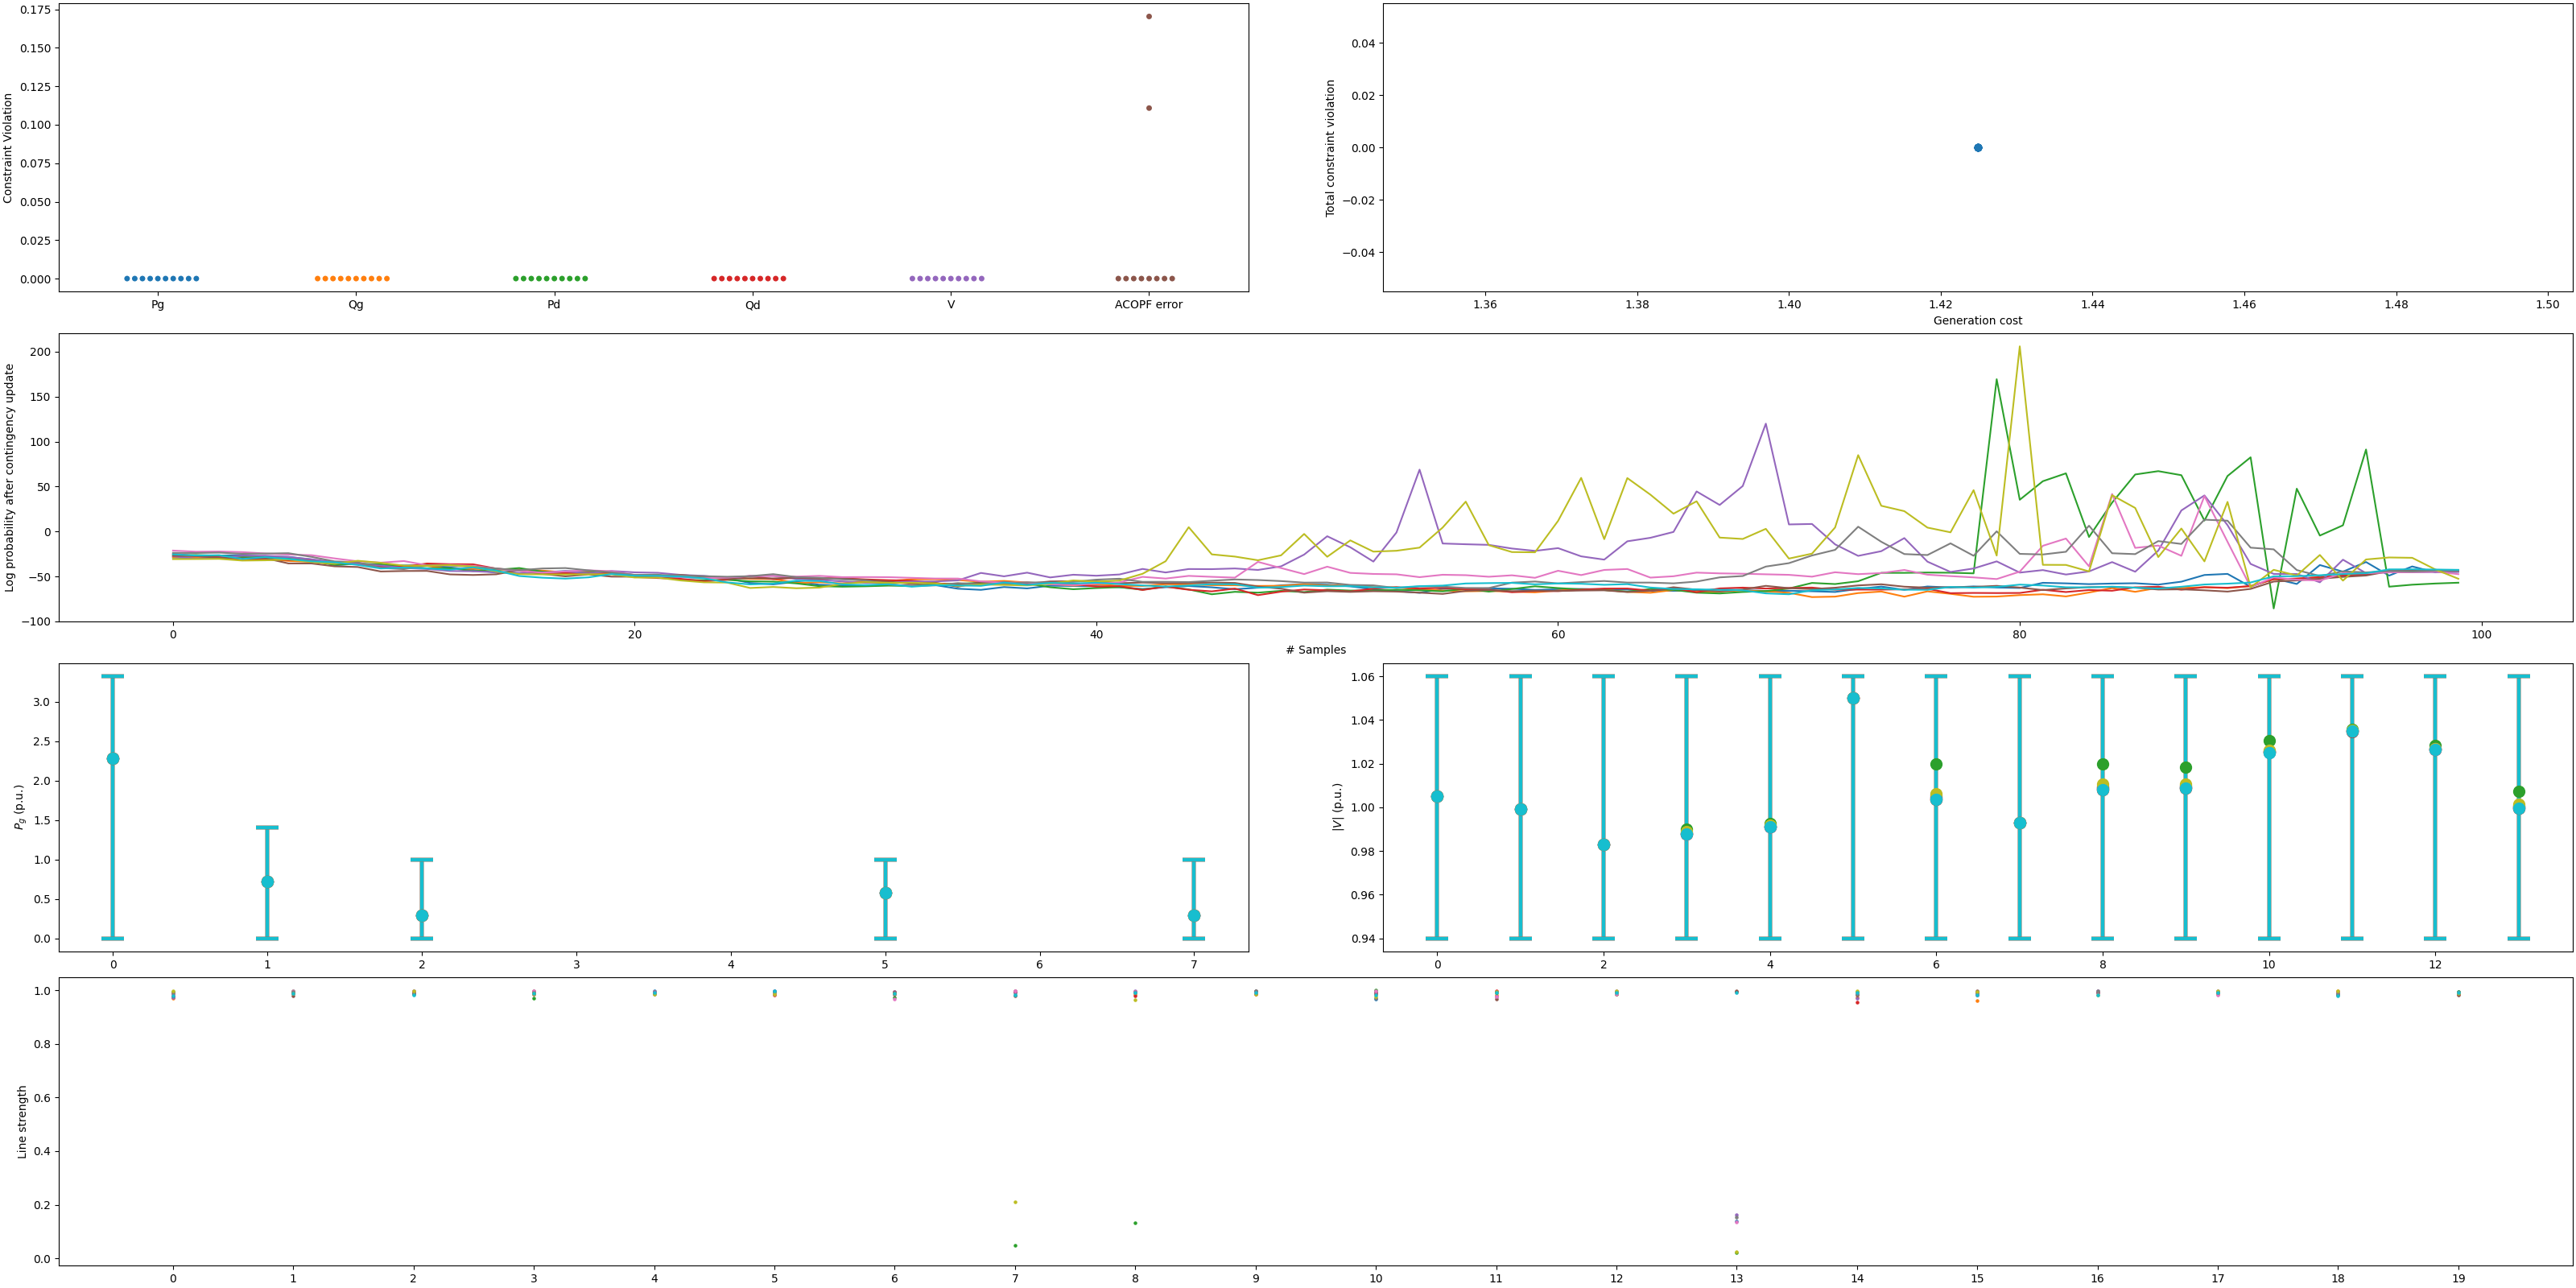 0.175
0.150
0.125
0.100
0.075
0.050
0.025
0.000
Constraint Violation
Pg Qg Pd Qd V ACOPF error
0.04
0.02
0.00
−0.02
−0.04
Total constraint violation
1.36 1.38 1.40 1.42 1.44 1.46 1.48 1.50
Generation cost
200
150
100
50
0
−50
−100
Log probability after contingency update
0 20 40 60 80 100
# Samples
3.0
2.5
2.0
1.5
1.0
0.5
0.0
Pg (p.u.)
0 1 2 3 4 5 6 7
1.06
1.04
1.02
1.00
0.98
0.96
0.94
|V| (p.u.)
0 2 4 6 8 10 12
1.0
0.8
0.6
0.4
0.2
0.0
Line strength
0 1 2 3 4 5 6 7 8 9 10 11 12 13 14 15 16 17 18 19